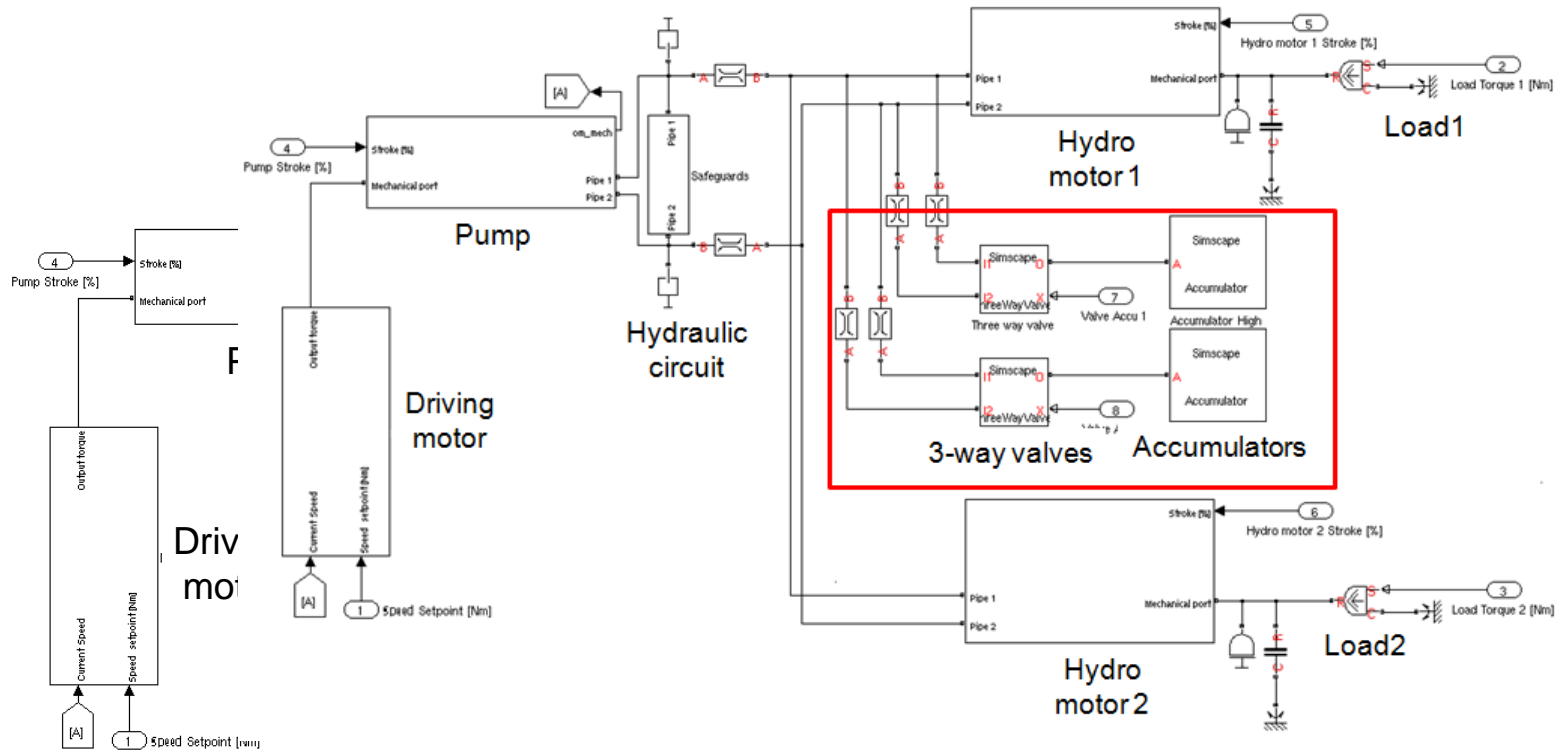 Stroke [%]
5
Hydro motor 1 Stroke [%]
Pipe 1
Pipe 2
Mechanical port
R
S
C
2
Load Torque 1 [Nm]
Load1
R
C
Hydro
motor 1
[A]
A
B
4
Pump Stroke [%]
Stroke [%]
Mechanical port
om_mech
Pipe 1
Pipe 2
Pump
Pipe 1
Safeguards
Pipe 2
B
A
Hydraulic
circuit
B
B
A
A
I1
Simscape
O
I2
X
hreeWayValve
Three way valve
7
Valve Accu 1
Simscape
A
Accumulator
Accumulator High
B
B
A
A
I1
Simscape
O
I2
X
hreeWayValve
8
Simscape
A
Accumulator
3-way valves
Accumulators
Output torque
Current Speed
Speed setpoint [Nm]
Driving
motor
[A]
1
Speed Setpoint [Nm]
4
Pump Stroke [%]
Stroke [%]
Mechanical port
Output torque
Current Speed
Speed setpoint [Nm]
Driv
mot
[A]
1
Speed Setpoint [Nm]
Stroke [%]
6
Hydro motor 2 Stroke [%]
Pipe 1
Pipe 2
Mechanical port
R
S
C
3
Load Torque 2 [Nm]
Load2
R
C
Hydro
motor 2